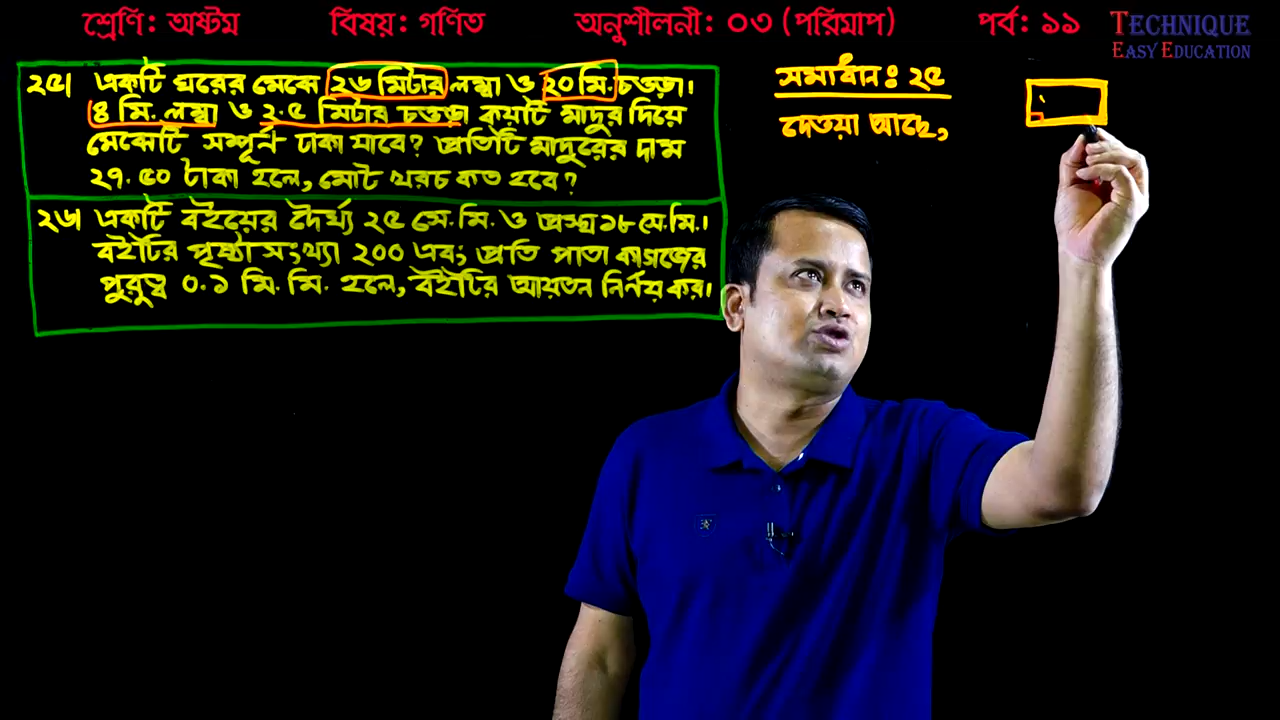 শ্রেণি: অষ্টম বিষয়: গণিত অনুশীলনী: ০৩ (পরিমাপ) পর্ব: ১১
TECHNIQUE
EASY EDUCATION
২৫। একটি ঘরের মেঝে ২৬ মিটার লম্বা ও ২০ মি. চওড়া।
৪ মি. লম্বা ও ২.৫ মিটার চওড়া কয়টি মাদুর দিয়ে
মেঝেটি সম্পূর্ণ ঢাকা যাবে? প্রতিটি মাদুরের দাম
২৭.৫০ টাকা হলে, মোট খরচ কত হবে?
২৬। একটি বইয়ের দৈর্ঘ্য ২৫ সে.মি. ও প্রস্থ ১৮ সে.মি.।
বইটির পৃষ্ঠাসংখ্যা ২০০ এবং প্রতি পাতা কাগজের
পুরুত্ব ০.১ মি.মি. হলে, বইটির আয়তন নির্ণয় কর।
সমাধান: ২৫
দেওয়া আছে,